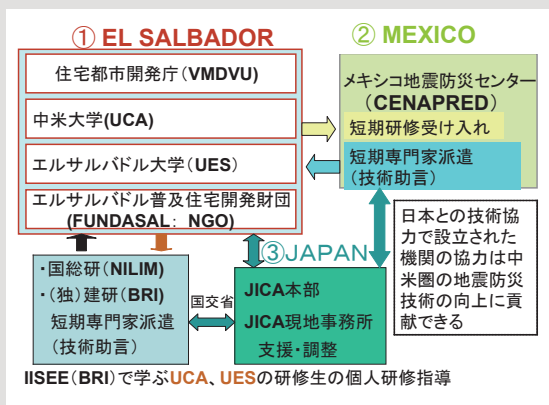 ① EL SALBADOR
住宅都市開発庁(VMDVU)
中米大学(UCA)
エルサルバドル大学(UES)
エルサルバドル普及住宅開発財団
(FUNDASAL: NGO)
② MEXICO
メキシコ地震防災センター
(CENAPRED)
短期研修受け入れ
短期専門家派遣
(技術助言)
③JAPAN
・国総研(NILIM)
・(独)建研(BRI)
短期専門家派遣
(技術助言)
国交省
JICA本部
JICA現地事務所
支援・調整
日本との技術協
力で設立された
機関の協力は中
米圏の地震防災
技術の向上に貢
献できる
IISEE(BRI)で学ぶUCA、UESの研修生の個人研修指導